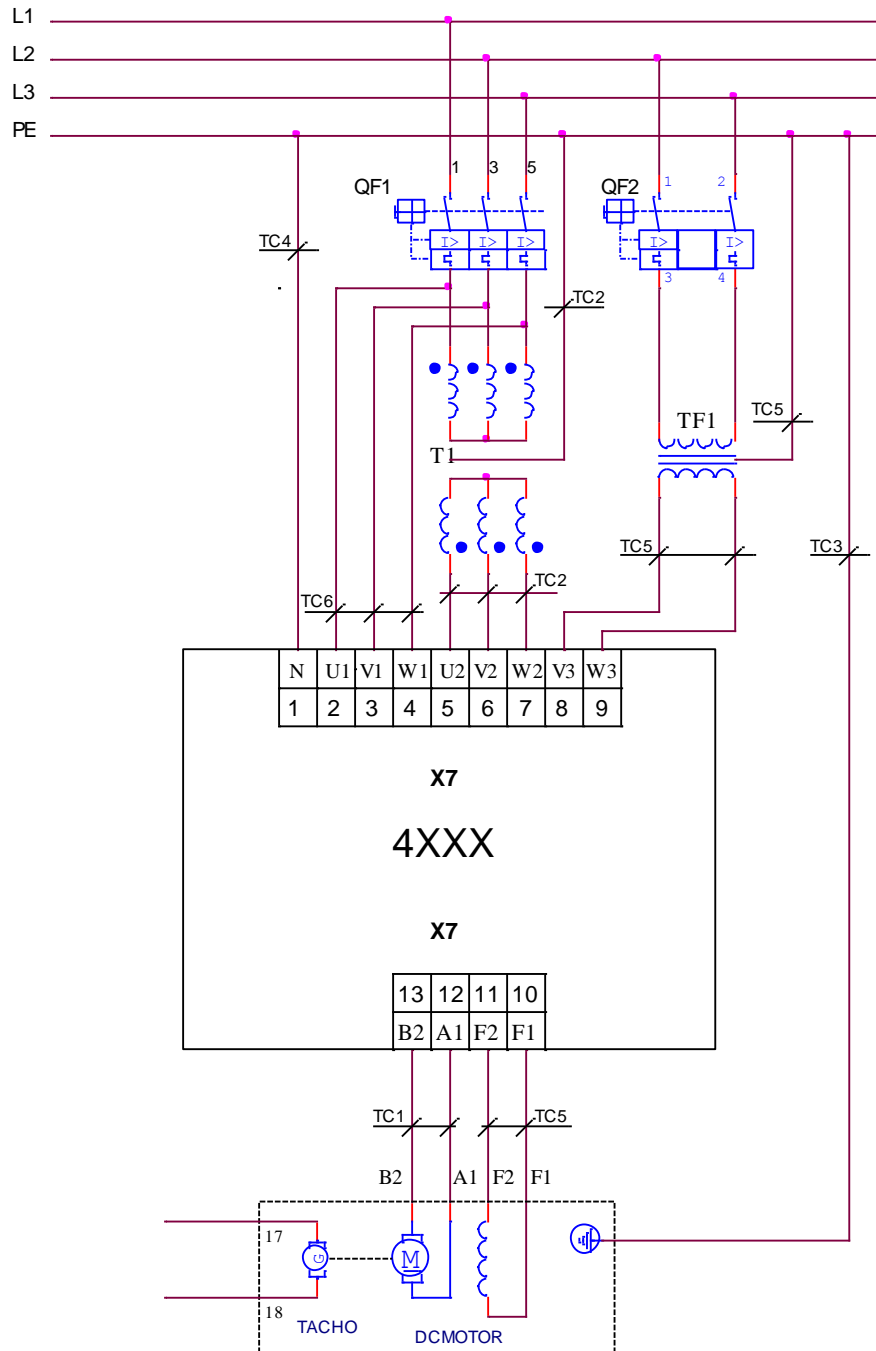 L1
L2
L3
PE
1 3 5
1 2
QF1
QF2
I> I> I>
I> I>
TC4
3 4
TC2
TC5
TF1
T1
TC5
TC3
TC2
TC6
N U1 V1 W1 U2 V2 W2 V3 W3
1 2 3 4 5 6 7 8 9
X7
4XXX
X7
13 12 11 10
B2 A1 F2 F1
TC1
TC5
B2 A1 F2 F1
17
G
M
18
TACHO
DCMOTOR